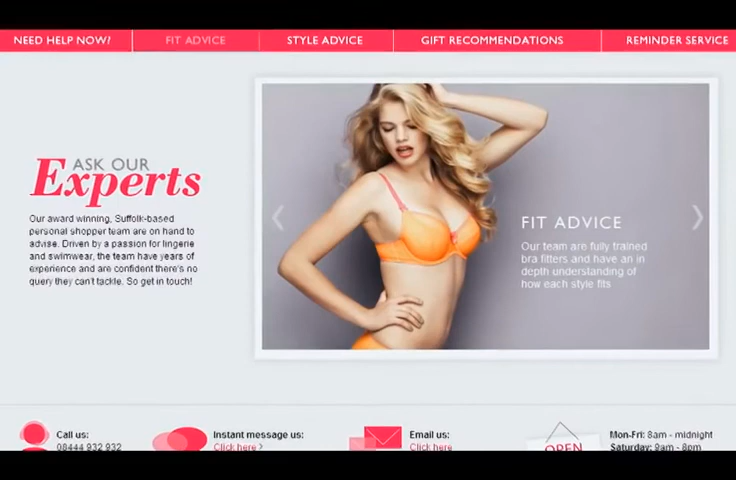 NEED HELP NOW?
FIT ADVICE
STYLE ADVICE
GIFT RECOMMENDATIONS
REMINDER SERVICE
ASK OUR
Experts
Our award winning, Suffolk-based
personal shopper team are on hand to
advise. Driven by a passion for lingerie
and swimwear, the team have years of
experience and are confident there's no
query they can't tackle. So get in touch!
FIT ADVICE
Our team are fully trained
bra fitters and have an in
depth understanding of
how each style fits
Call us:
08444 932 932
Instant message us:
Click here >
Email us:
Click here
OPEN
Mon-Fri: 8am - midnight
Saturday: 9am - 8pm